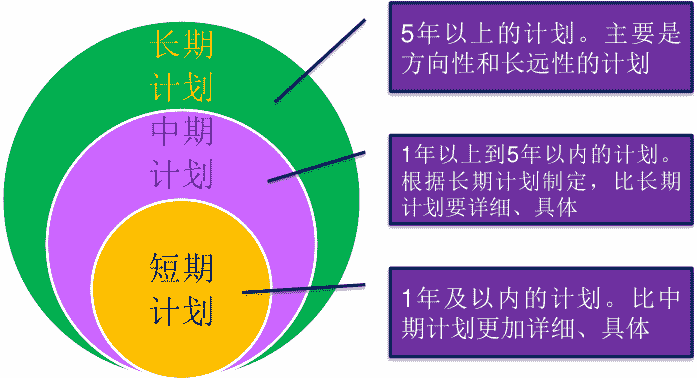 长期
计划
中期
计划
短期
计划
5年以上的计划。主要是
方向性和长远性的计划
1年以上到5年以内的计划。
根据长期计划制定，比长期
计划要详细、具体
1年及以内的计划。比中
期计划更加详细、具体